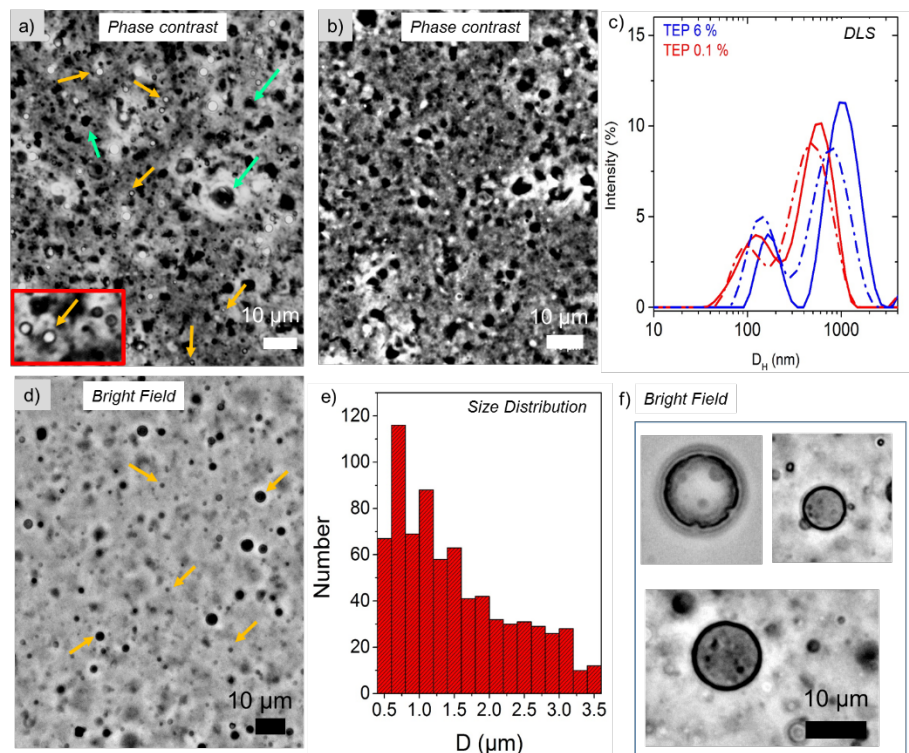 a)
Phase contrast
10 µm
b)
Phase contrast
10 µm
c)
TEP 6 %
TEP 0.1 %
DLS
15
10
5
0
Intensity (%)
10
100
1000
D_H (nm)
d)
Bright Field
10 µm
e)
Size Distribution
120
100
80
60
40
20
0
Number
0.5 1.0 1.5 2.0 2.5 3.0 3.5
D (µm)
f)
Bright Field
10 µm